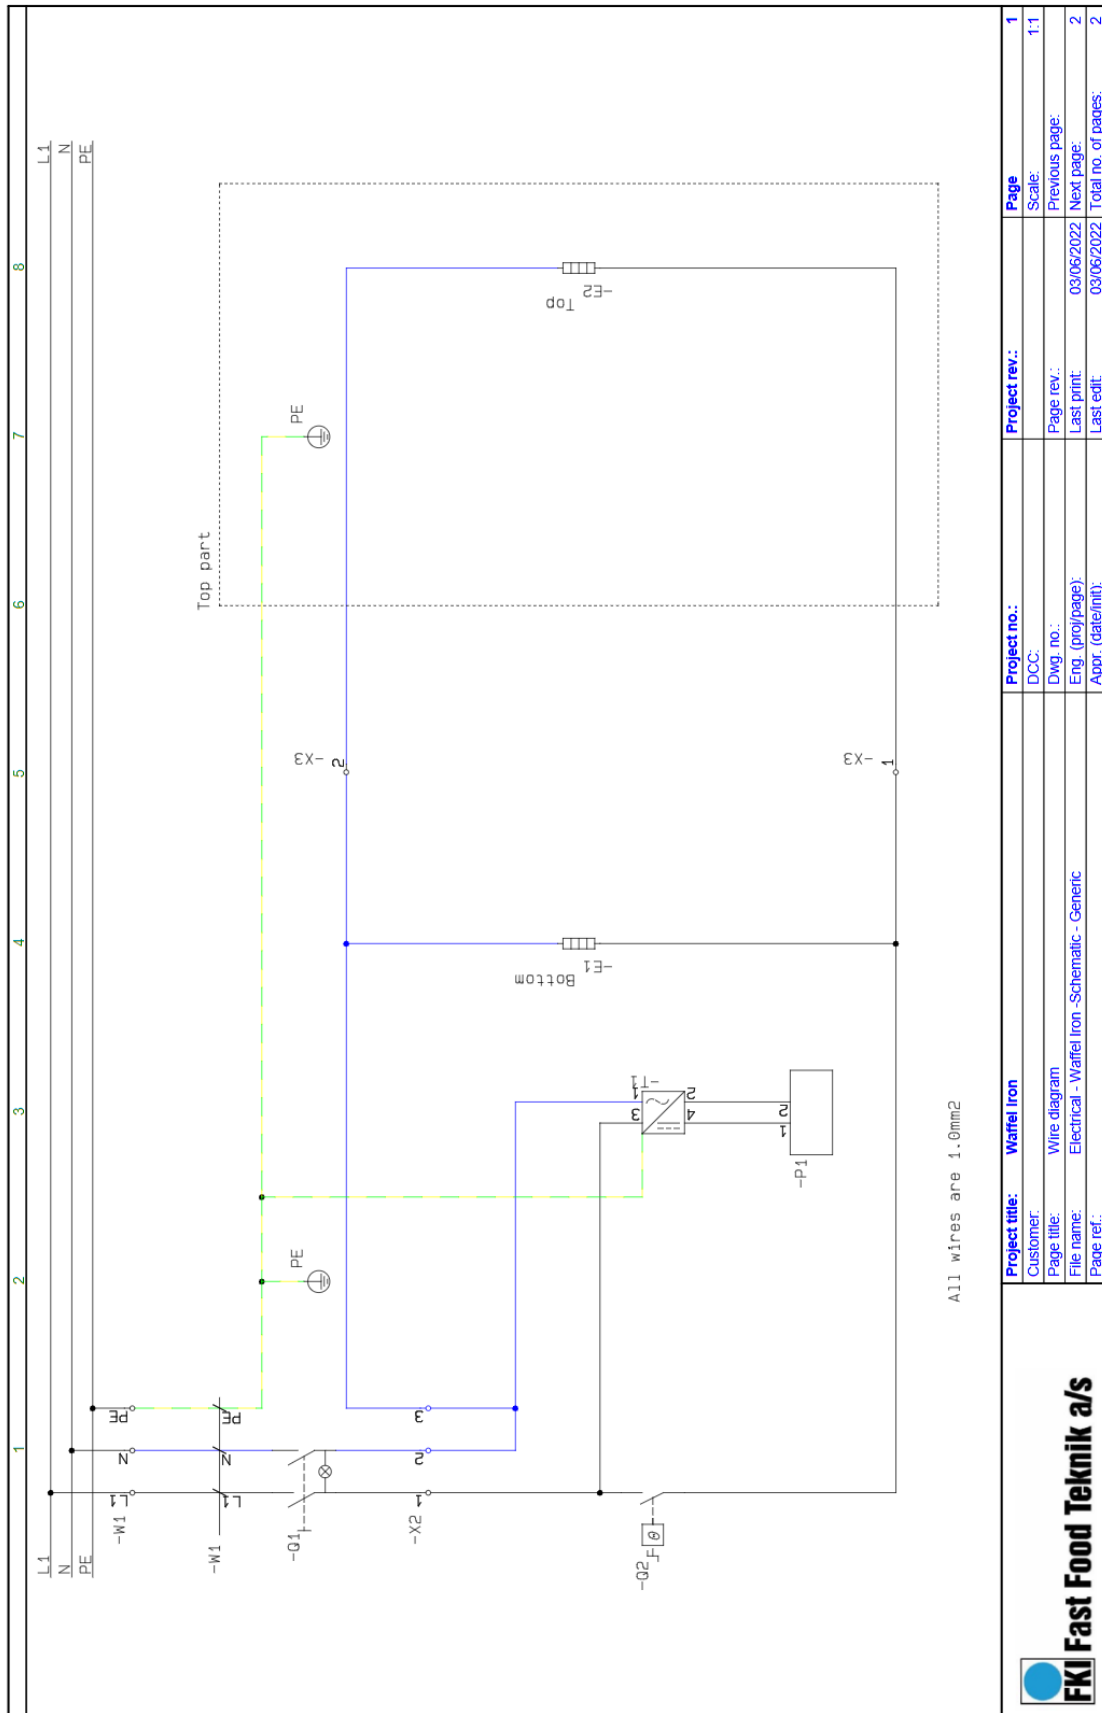 1 2 3 4 5 6 7 8
L1 L1
N N
PE PE
-W1 L1 N PE
-W1 L1 N PE
Top part
PE PE
-Q1
-X3 2
-X2 1 2 3
Bottom
-E1
Top
-E2
-T1
3 1
4 2
-Q2 θ
1 2
-P1
-X3 1
All wires are 1.0mm2
FKI Fast Food Teknik a/s
Project title: Waffel Iron
Customer:
Page title: Wire diagram
File name: Electrical - Waffel Iron -Schematic - Generic
Page ref.:
Project no.:
DCC:
Dwg. no.:
Eng. (proj/page):
Appr. (date/init):
Project rev.:
Page rev.:
Last print: 03/06/2022
Last edit: 03/06/2022
Page 1
Scale: 1:1
Previous page:
Next page: 2
Total no. of pages: 2